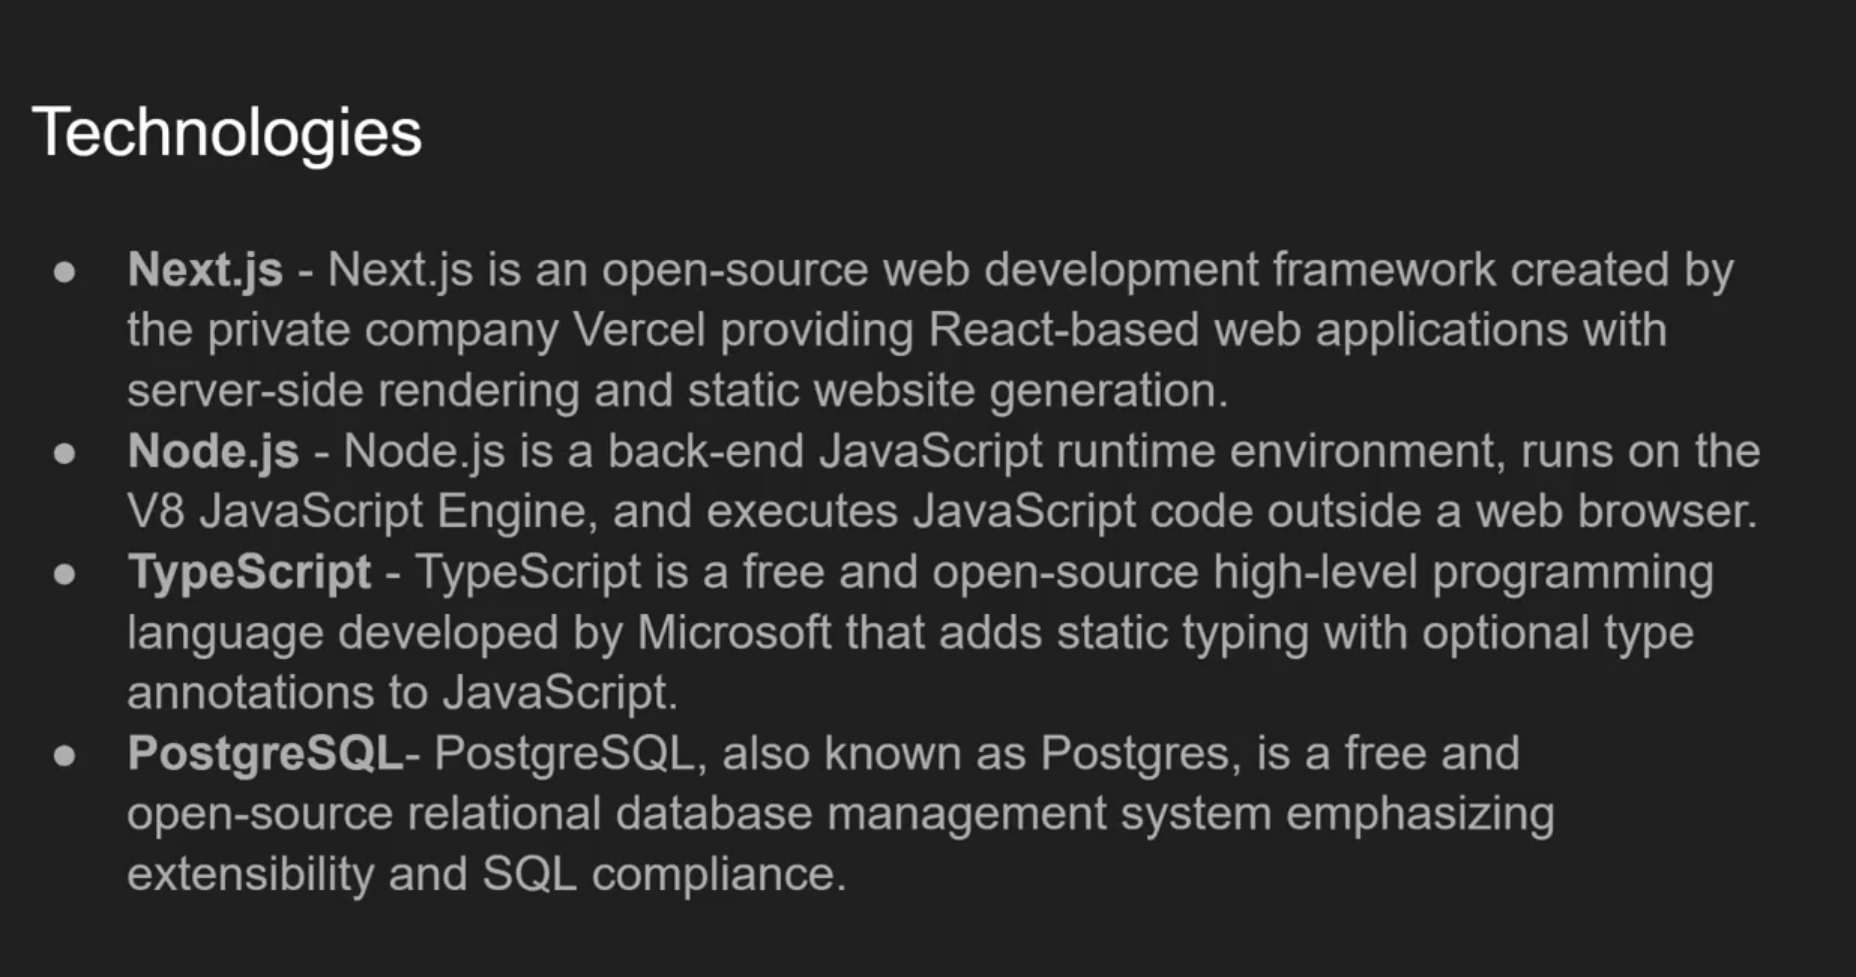 Technologies
● Next.js - Next.js is an open-source web development framework created by
the private company Vercel providing React-based web applications with
server-side rendering and static website generation.
● Node.js - Node.js is a back-end JavaScript runtime environment, runs on the
V8 JavaScript Engine, and executes JavaScript code outside a web browser.
● TypeScript - TypeScript is a free and open-source high-level programming
language developed by Microsoft that adds static typing with optional type
annotations to JavaScript.
● PostgreSQL- PostgreSQL, also known as Postgres, is a free and
open-source relational database management system emphasizing
extensibility and SQL compliance.